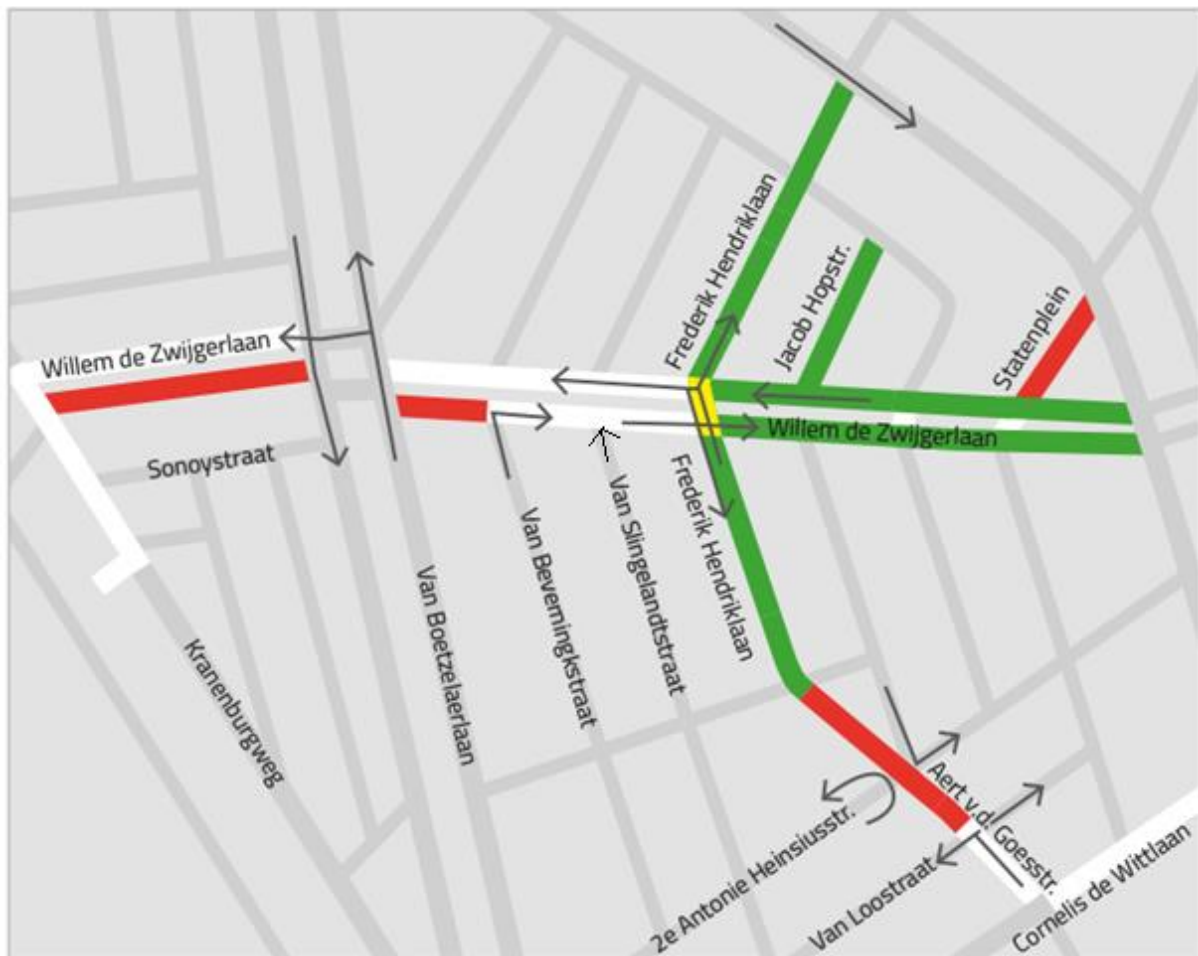 Frederik Hendriklaan
Jacob Hopstr.
Statenplein
Willem de Zwijgerlaan
Willem de Zwijgerlaan
Sonoystraat
Frederik Hendriklaan
Van Slingelandtstraat
Van Beverningkstraat
Van Boetzelaerlaan
Kranenburgweg
Aert v.d. Goesstr.
2e Antonie Heinsiusstr.
Van Loostraat
Cornelis de Wittlaan